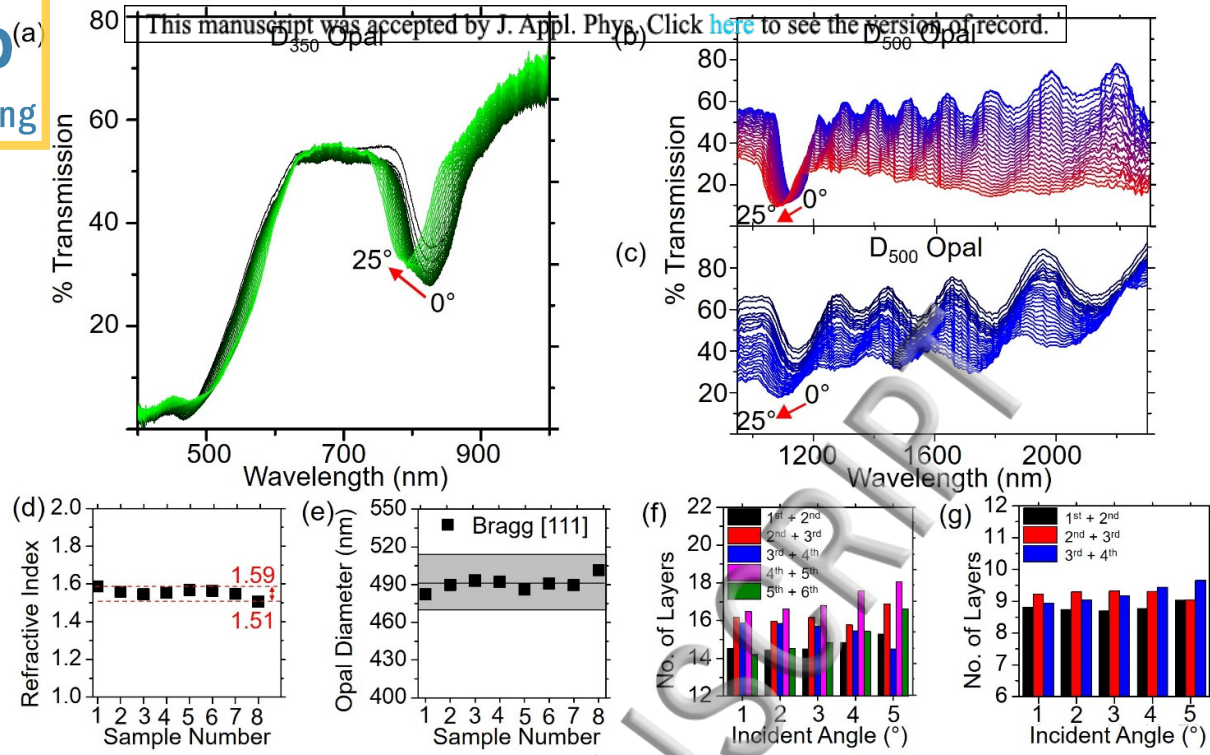 This manuscript was accepted by J. Appl. Phys. Click here to see the version of record.
ng
(a)
D350 Opal
% Transmission
80
60
40
20
25°
0°
500
700
900
Wavelength (nm)
(b)
D500 Opal
% Transmission
80
60
40
20
25°
0°
(c)
D500 Opal
% Transmission
80
60
40
20
25°
0°
1200
1600
2000
Wavelength (nm)
(d)
Refractive Index
2.0
1.8
1.6
1.4
1.2
1.0
1.59
1.51
1 2 3 4 5 6 7 8
Sample Number
(e)
Opal Diameter (nm)
550
520
490
460
430
400
Bragg [111]
1 2 3 4 5 6 7 8
Sample Number
(f)
No. of Layers
22
20
18
16
14
12
1st + 2nd
2nd + 3rd
3rd + 4th
4th + 5th
5th + 6th
1 2 3 4 5
Incident Angle (°)
(g)
No. of Layers
12
11
10
9
8
7
6
1st + 2nd
2nd + 3rd
3rd + 4th
1 2 3 4 5
Incident Angle (°)
ISCRIPT